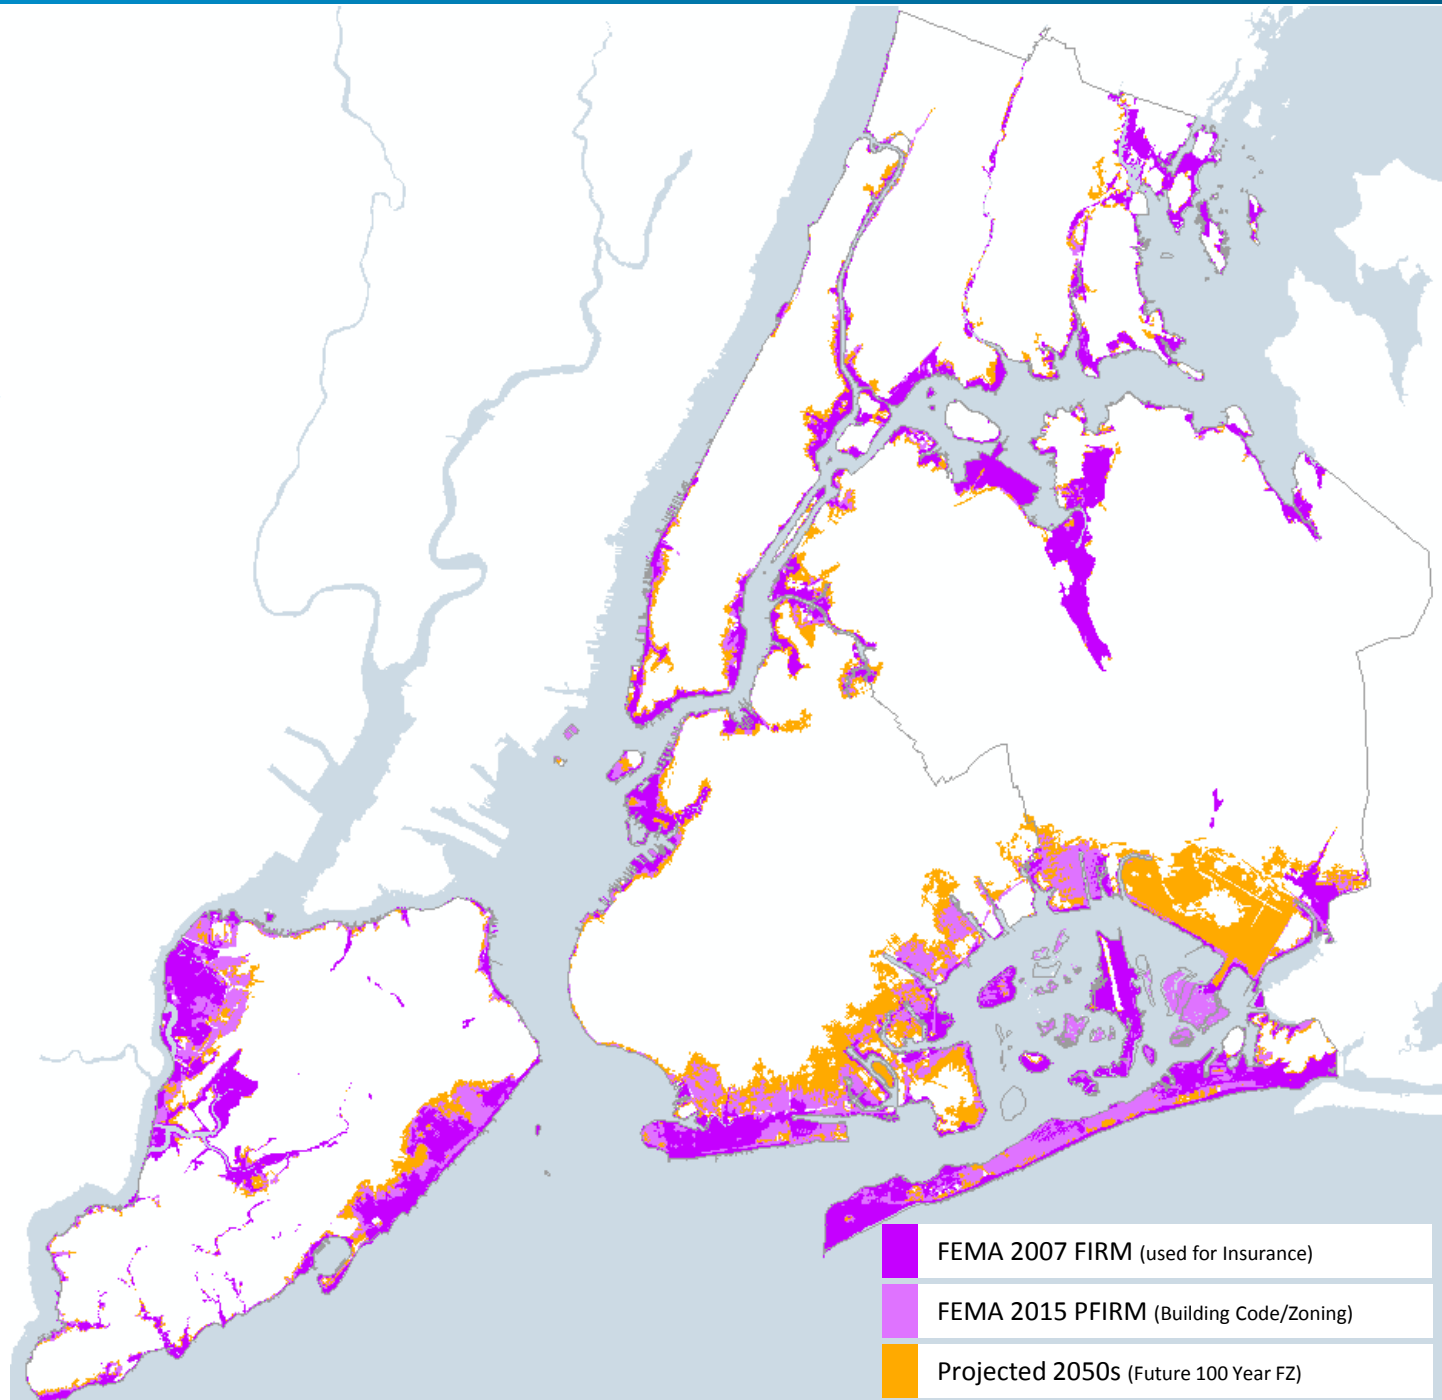 FEMA 2007 FIRM (used for Insurance)
FEMA 2015 PFIRM (Building Code/Zoning)
Projected 2050s (Future 100 Year FZ)